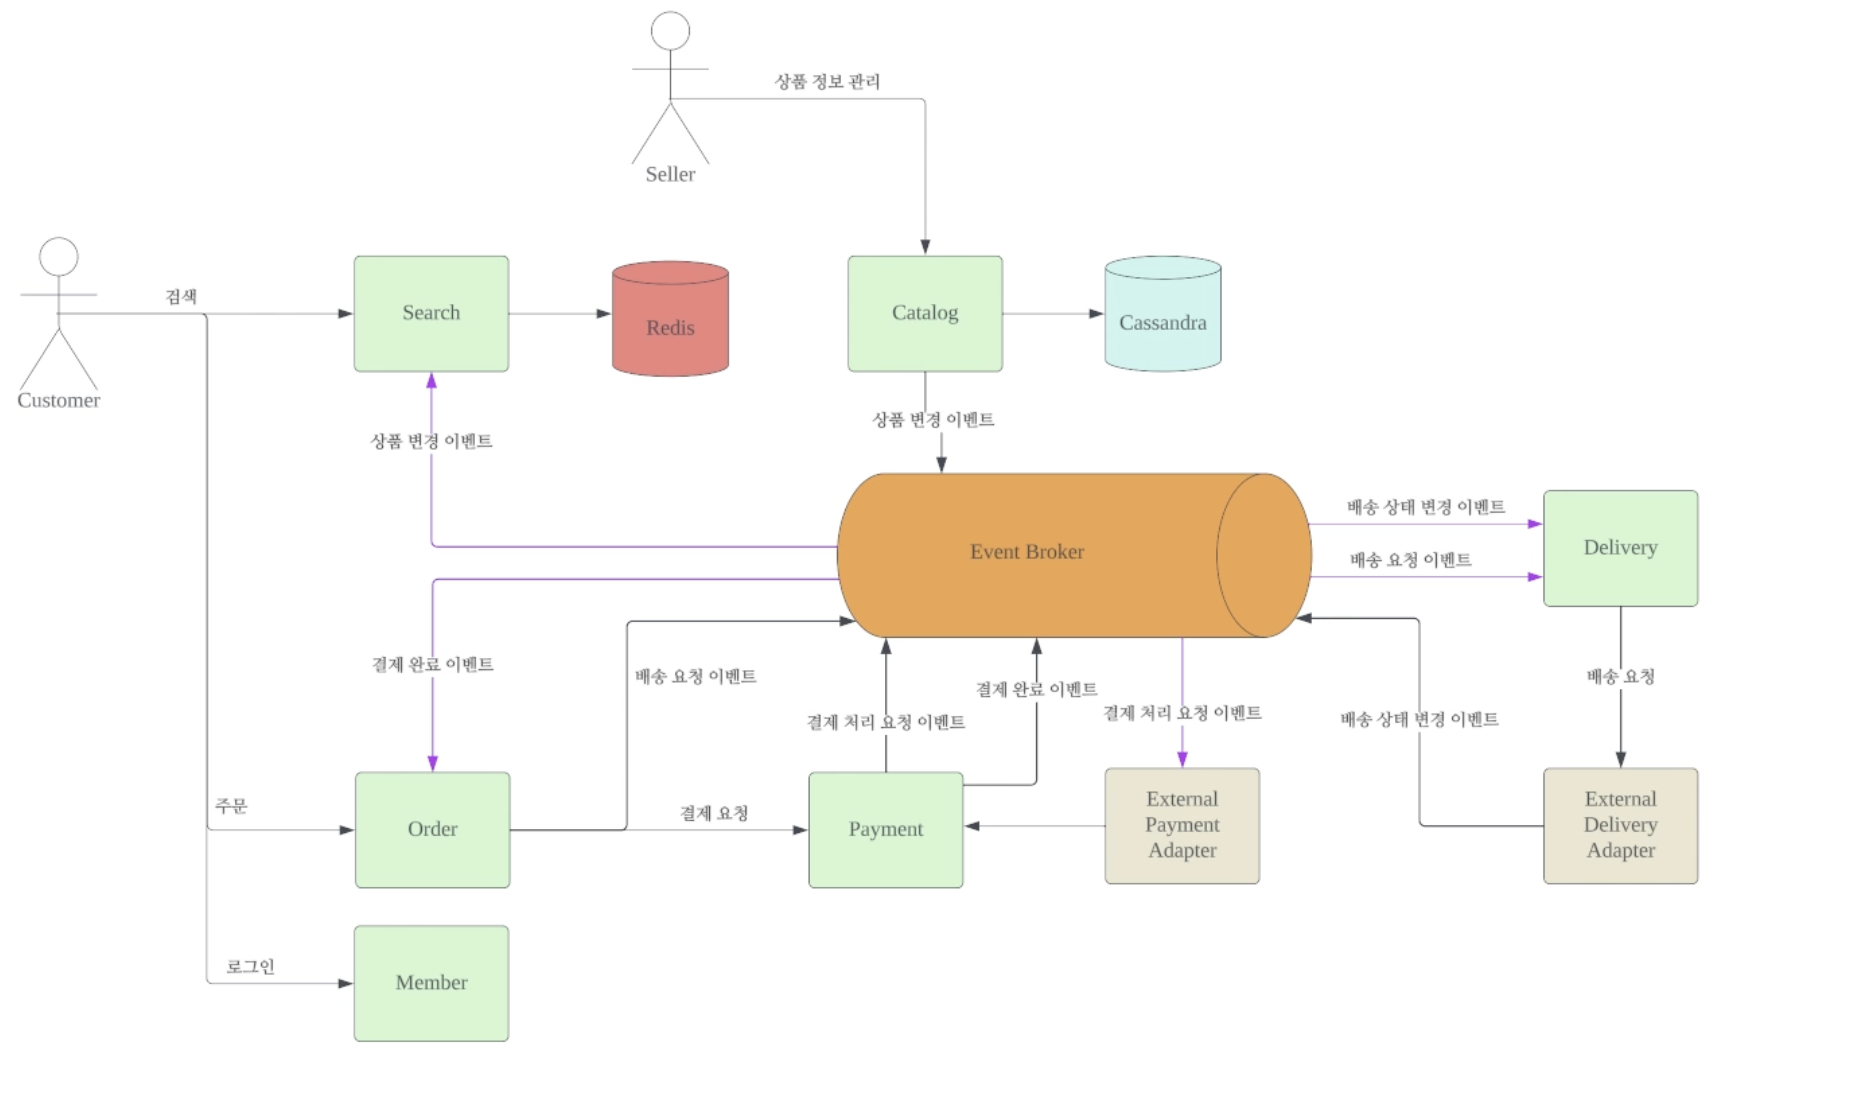 상품 정보 관리
Seller
검색
Search
Redis
Catalog
Cassandra
Customer
상품 변경 이벤트
상품 변경 이벤트
배송 상태 변경 이벤트
Event Broker
Delivery
배송 요청 이벤트
결제 완료 이벤트
배송 요청 이벤트
결제 완료 이벤트
배송 요청
결제 처리 요청 이벤트
결제 처리 요청 이벤트
배송 상태 변경 이벤트
주문
결제 요청
Order
Payment
External
Payment
Adapter
External
Delivery
Adapter
로그인
Member